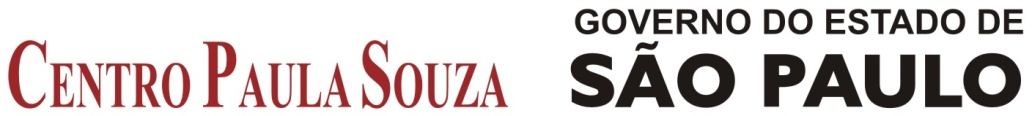 CENTRO PAULA SOUZA
GOVERNO DO ESTADO DE
SÃO PAULO